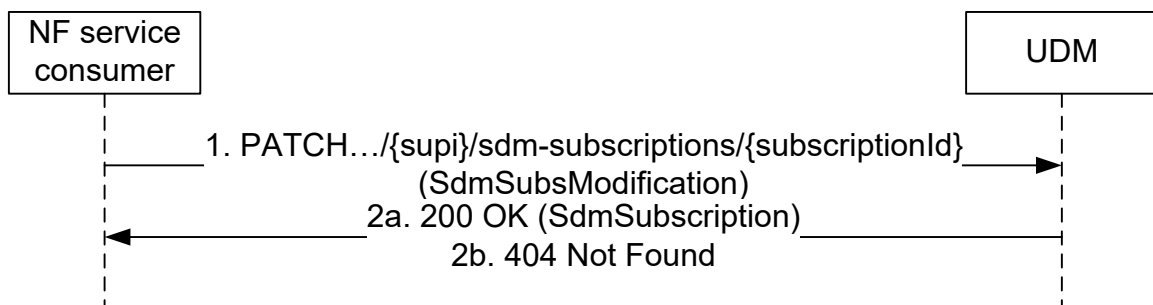 NF service
consumer
UDM
1. PATCH…/{supi}/sdm-subscriptions/{subscriptionId}
(SdmSubsModification)
2a. 200 OK (SdmSubscription)
2b. 404 Not Found